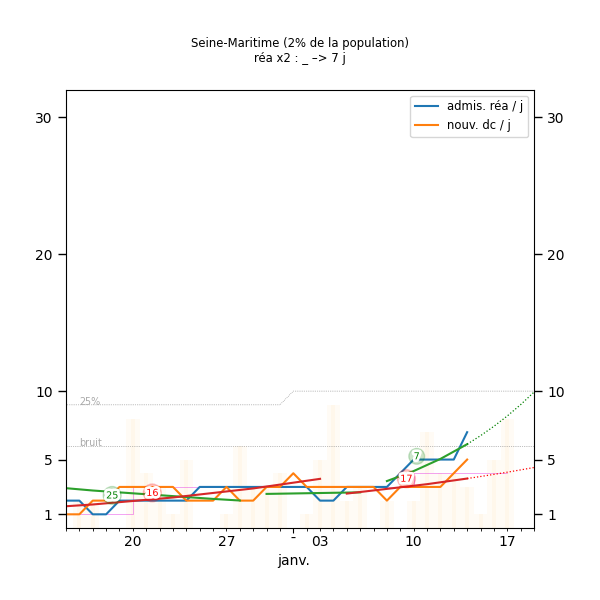 Seine-Maritime (2% de la population)
réa x2 : _ –> 7 j
admis. réa / j
nouv. dc / j
30 30
20 20
10 10
25%
bruit
5 5
7
17
25 16
1 1
20 27 - 03 10 17
janv.